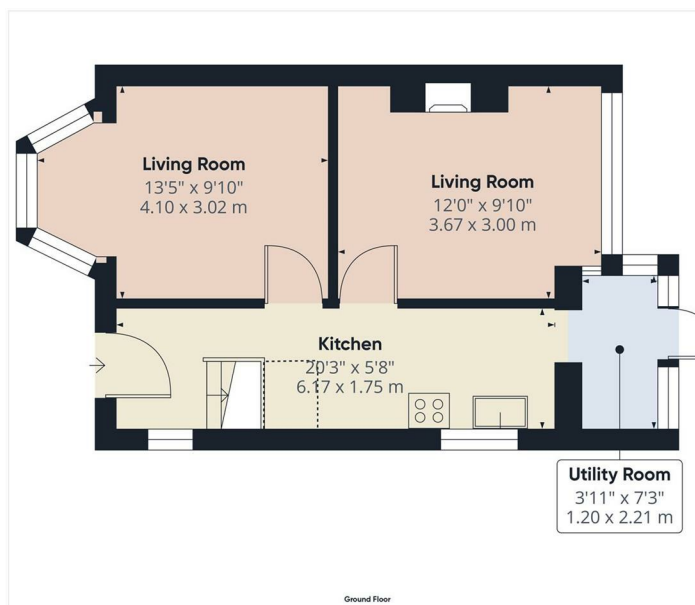 Living Room
13'5" x 9'10"
4.10 x 3.02 m
Living Room
12'0" x 9'10"
3.67 x 3.00 m
Kitchen
20'3" x 5'8"
6.17 x 1.75 m
Utility Room
3'11" x 7'3"
1.20 x 2.21 m
Ground Floor